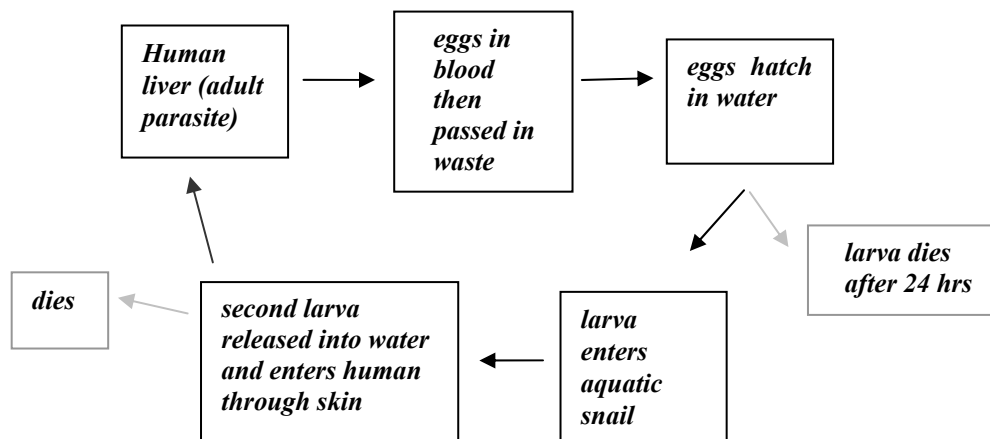 Human
liver (adult
parasite)
eggs in
blood
then
passed in
waste
eggs hatch
in water
larva dies
after 24 hrs
larva
enters
aquatic
snail
second larva
released into water
and enters human
through skin
dies